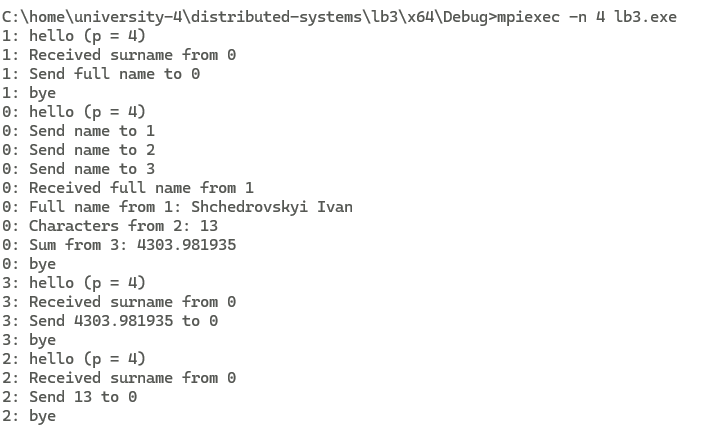 C:\home\university-4\distributed-systems\lb3\x64\Debug>mpiexec -n 4 lb3.exe
1: hello (p = 4)
1: Received surname from 0
1: Send full name to 0
1: bye
0: hello (p = 4)
0: Send name to 1
0: Send name to 2
0: Send name to 3
0: Received full name from 1
0: Full name from 1: Shchedrovskyi Ivan
0: Characters from 2: 13
0: Sum from 3: 4303.981935
0: bye
3: hello (p = 4)
3: Received surname from 0
3: Send 4303.981935 to 0
3: bye
2: hello (p = 4)
2: Received surname from 0
2: Send 13 to 0
2: bye